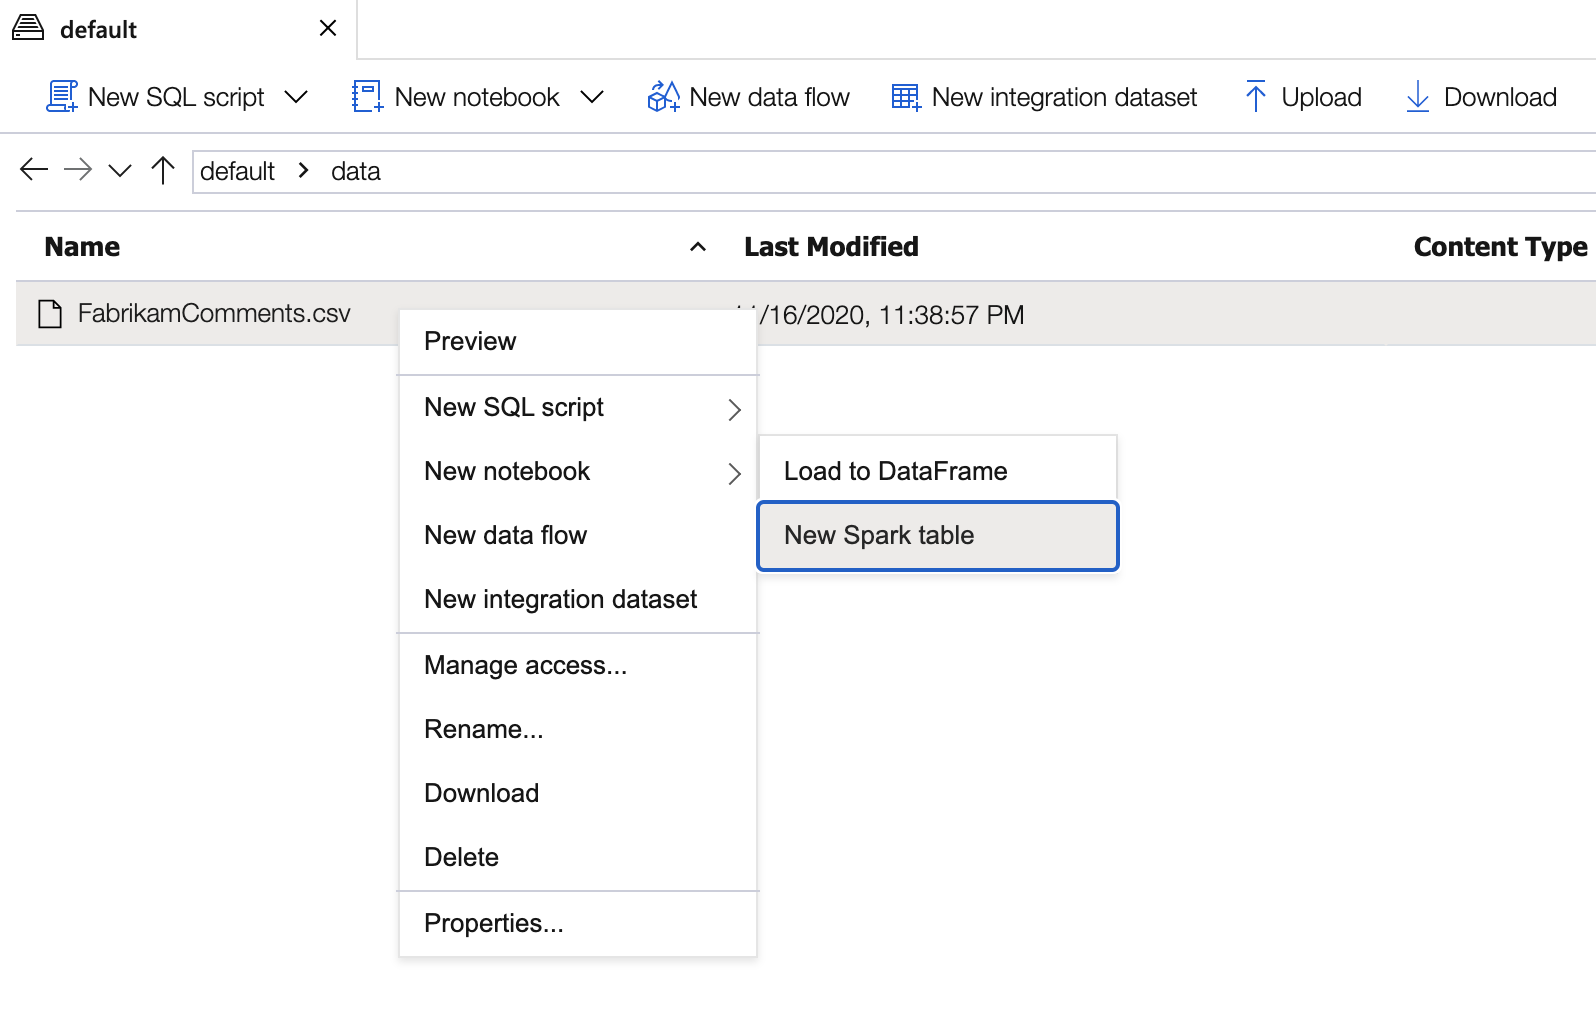 default
New SQL script New notebook New data flow New integration dataset Upload Download
default data
Name Last Modified Content Type
FabrikamComments.csv /16/2020, 11:38:57 PM
Preview
New SQL script
New notebook
Load to DataFrame
New data flow
New Spark table
New integration dataset
Manage access...
Rename...
Download
Delete
Properties...